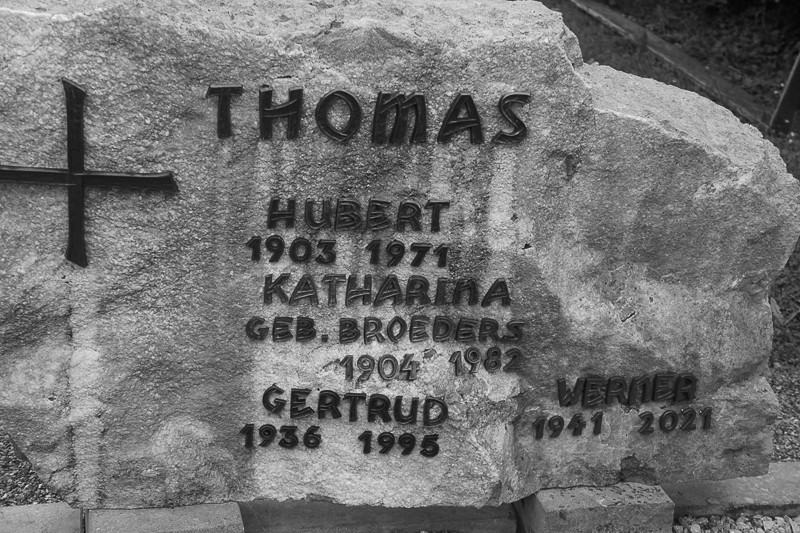 THOMAS
HUBERT
1903 1971
KATHARINA
GEB. BROEDERS
1904 1982
GERTRUD
1936 1995
WERNER
1941 2021